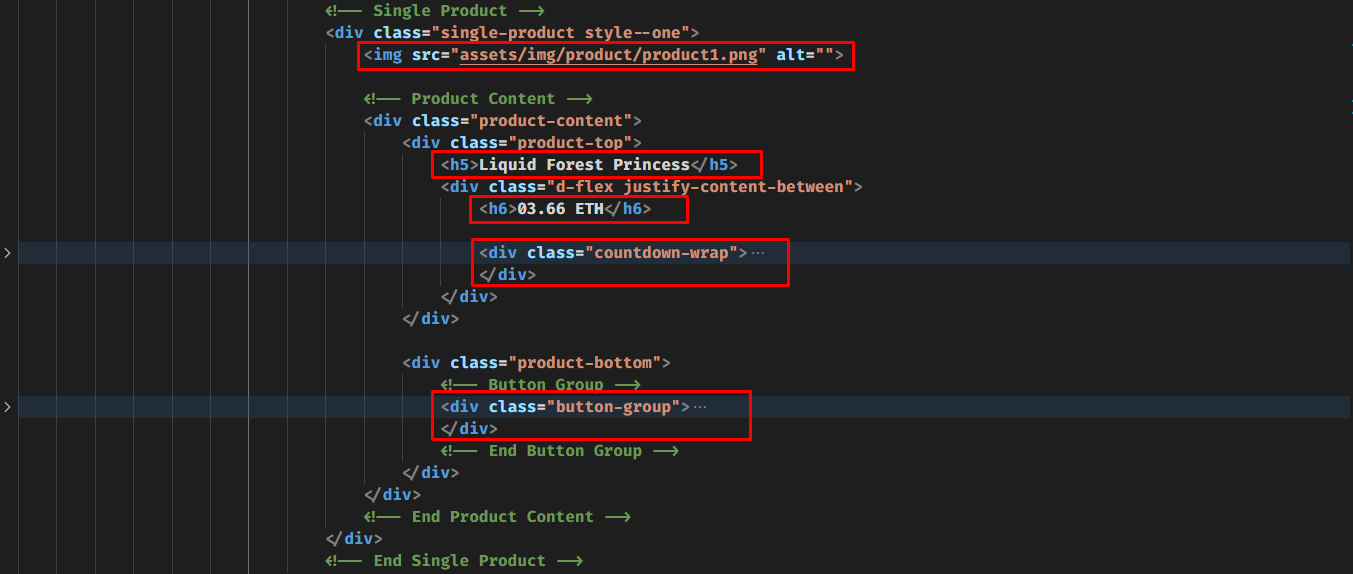 <!-- Single Product -->
<div class="single-product style--one">
<img src="assets/img/product/product1.png" alt="">
<!-- Product Content -->
<div class="product-content">
<div class="product-top">
<h5>Liquid Forest Princess</h5>
<div class="d-flex justify-content-between">
<h6>03.66 ETH</h6>
<div class="countdown-wrap">...
</div>
</div>
</div>
<div class="product-bottom">
<!-- Button Group -->
<div class="button-group">...
</div>
<!-- End Button Group -->
</div>
</div>
<!-- End Product Content -->
</div>
<!-- End Single Product -->